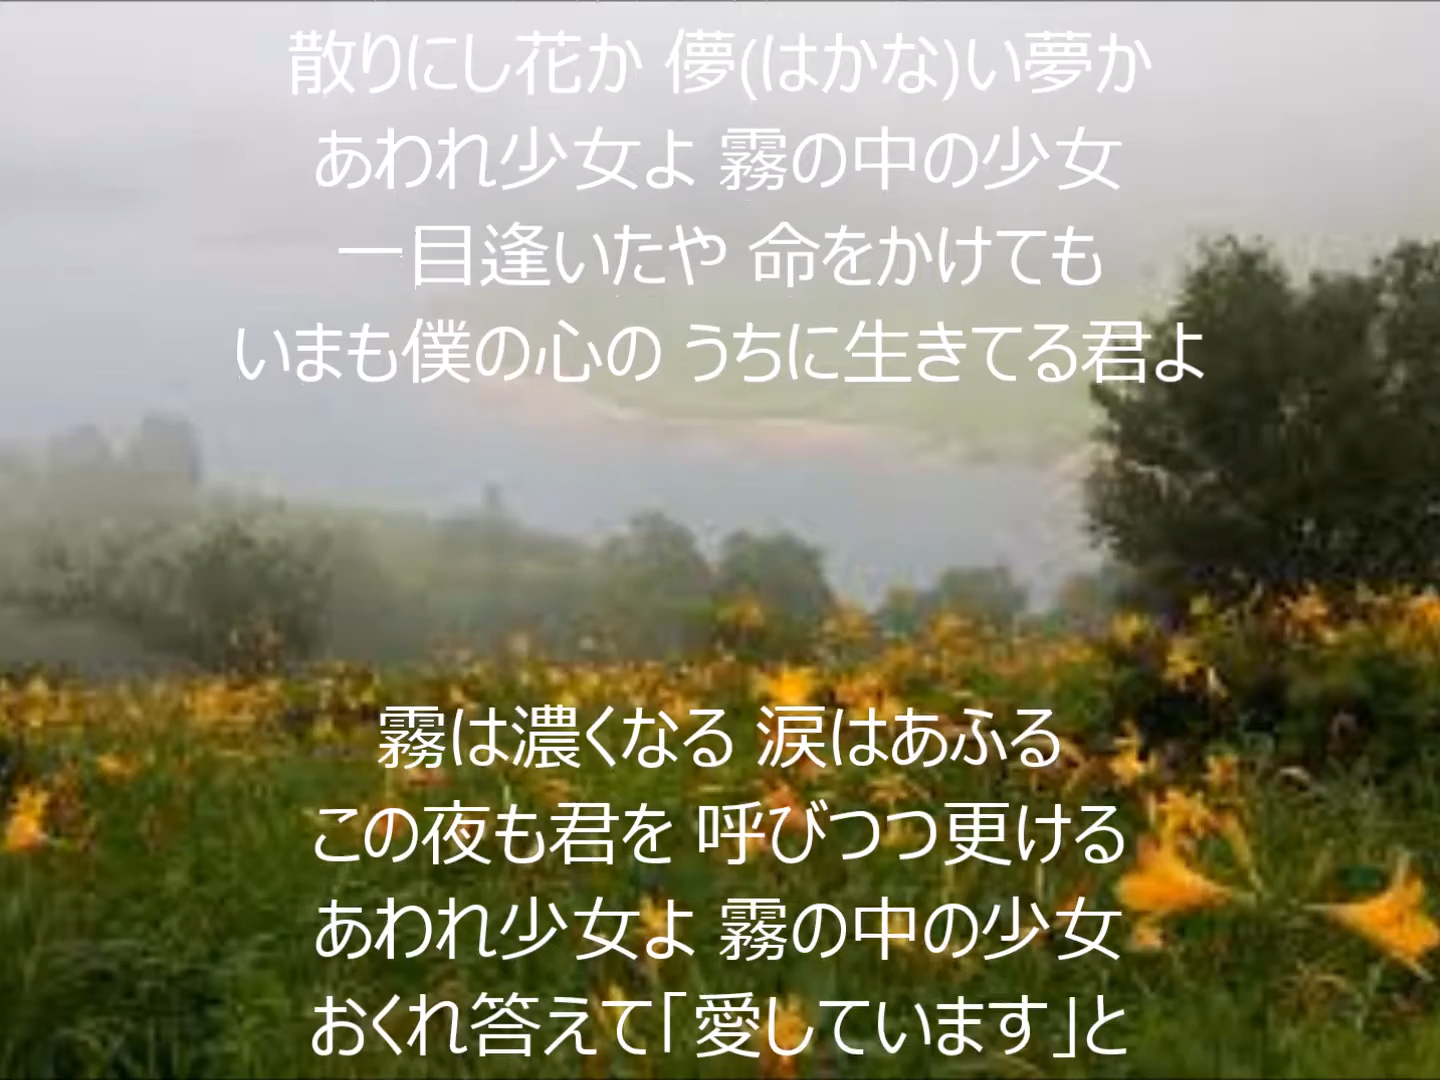 散りにし花か 儚(はかな)い夢か
あわれ少女よ 霧の中の少女
一目逢いたや 命をかけても
いまも僕の心の うちに生きてる君よ
霧は濃くなる 涙はあふる
この夜も君を 呼びつつ更ける
あわれ少女よ 霧の中の少女
おくれ答えて「愛しています」と